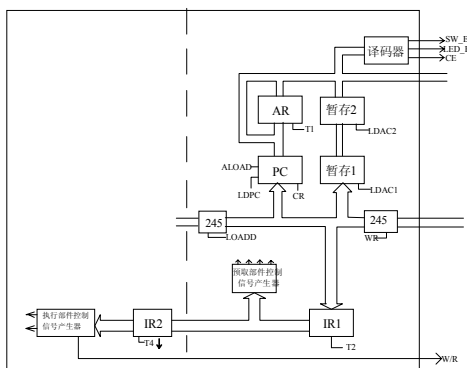 译码器
SW_E
LED_E
CE
AR
T1
暂存2
LDAC2
ALOAD
PC
LDPC
CR
暂存1
LDAC1
245
LOADD
245
WR
预取部件控制
信号产生器
执行部件控制
信号产生器
IR2
T4
IR1
T2
W/R